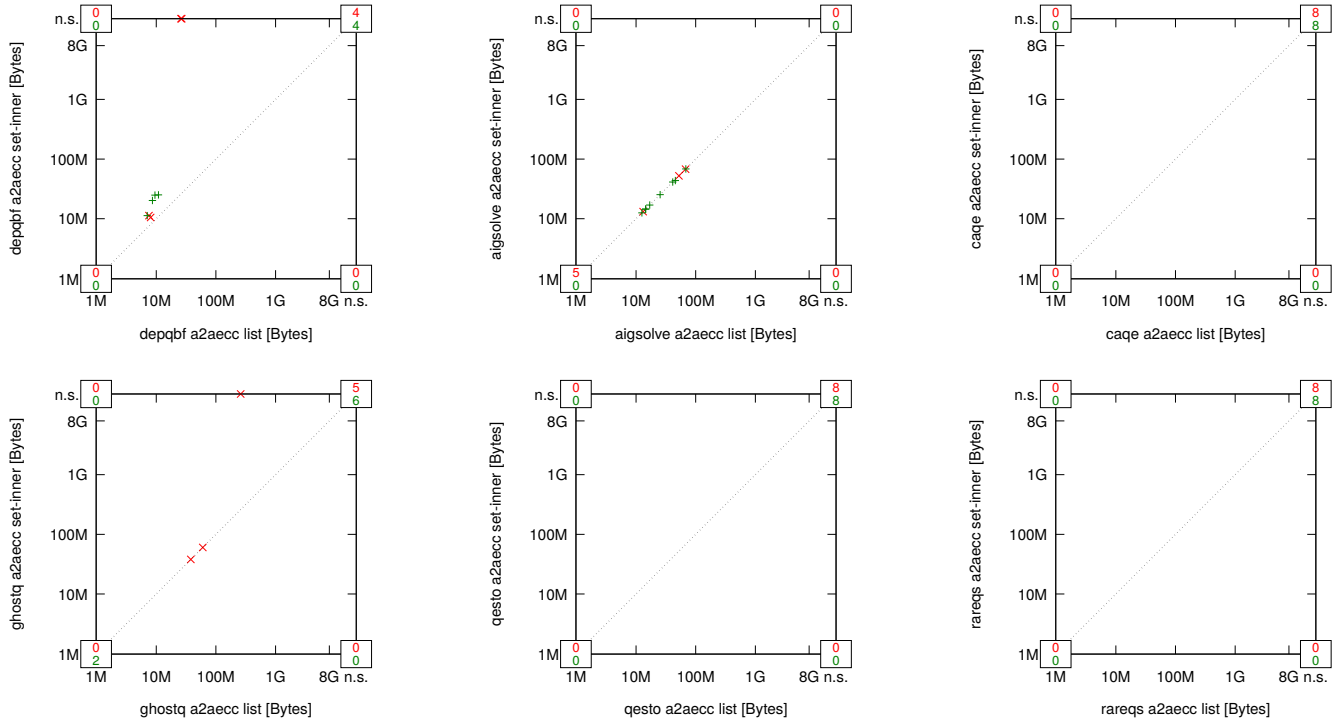 n.s.
0
0
4
4
8G
1G
100M
10M
1M
0
0
0
0
1M 10M 100M 1G 8G n.s.
depqbf a2aecc set-inner [Bytes]
depqbf a2aecc list [Bytes]
n.s.
0
0
0
0
8G
1G
100M
10M
1M
5
0
0
0
1M 10M 100M 1G 8G n.s.
aigsolve a2aecc set-inner [Bytes]
aigsolve a2aecc list [Bytes]
n.s.
0
0
8
8
8G
1G
100M
10M
1M
0
0
0
0
1M 10M 100M 1G 8G n.s.
caqe a2aecc set-inner [Bytes]
caqe a2aecc list [Bytes]
n.s.
0
0
5
6
8G
1G
100M
10M
1M
0
2
0
0
1M 10M 100M 1G 8G n.s.
ghostq a2aecc set-inner [Bytes]
ghostq a2aecc list [Bytes]
n.s.
0
0
8
8
8G
1G
100M
10M
1M
0
0
0
0
1M 10M 100M 1G 8G n.s.
qesto a2aecc set-inner [Bytes]
qesto a2aecc list [Bytes]
n.s.
0
0
8
8
8G
1G
100M
10M
1M
0
0
0
0
1M 10M 100M 1G 8G n.s.
rareqs a2aecc set-inner [Bytes]
rareqs a2aecc list [Bytes]